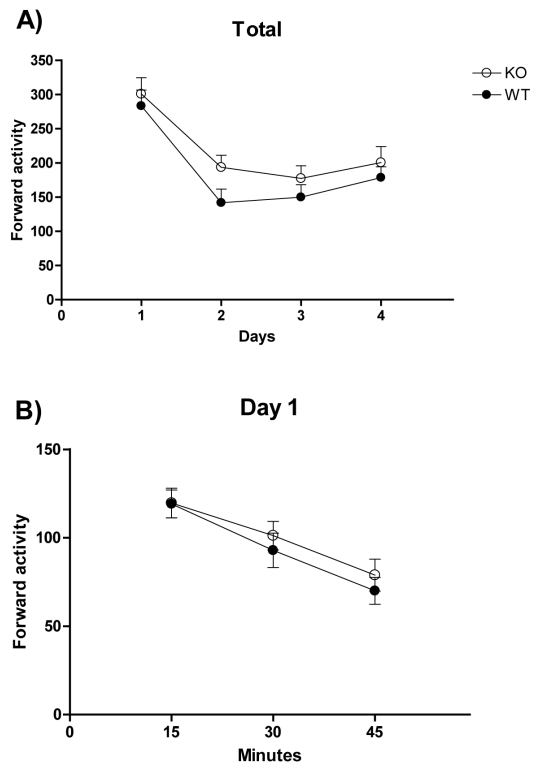 A)
Total
350
300
250
200
150
100
50
0
Forward activity
0 1 2 3 4
Days
KO
WT
B)
Day 1
150
100
50
0
Forward activity
0 15 30 45
Minutes